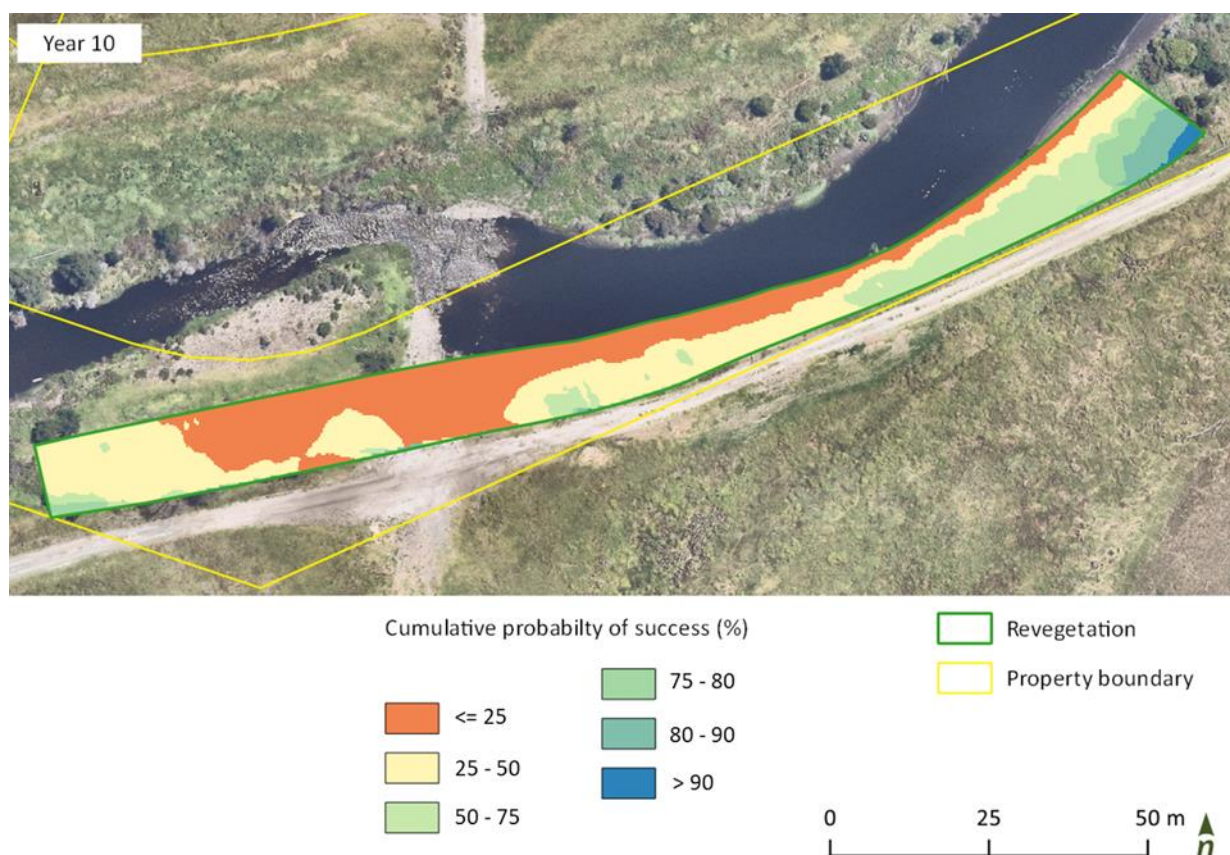 Year 10
Cumulative probabilty of success (%)
<= 25
25 - 50
50 - 75
75 - 80
80 - 90
> 90
Revegetation
Property boundary
0 25 50 m
n